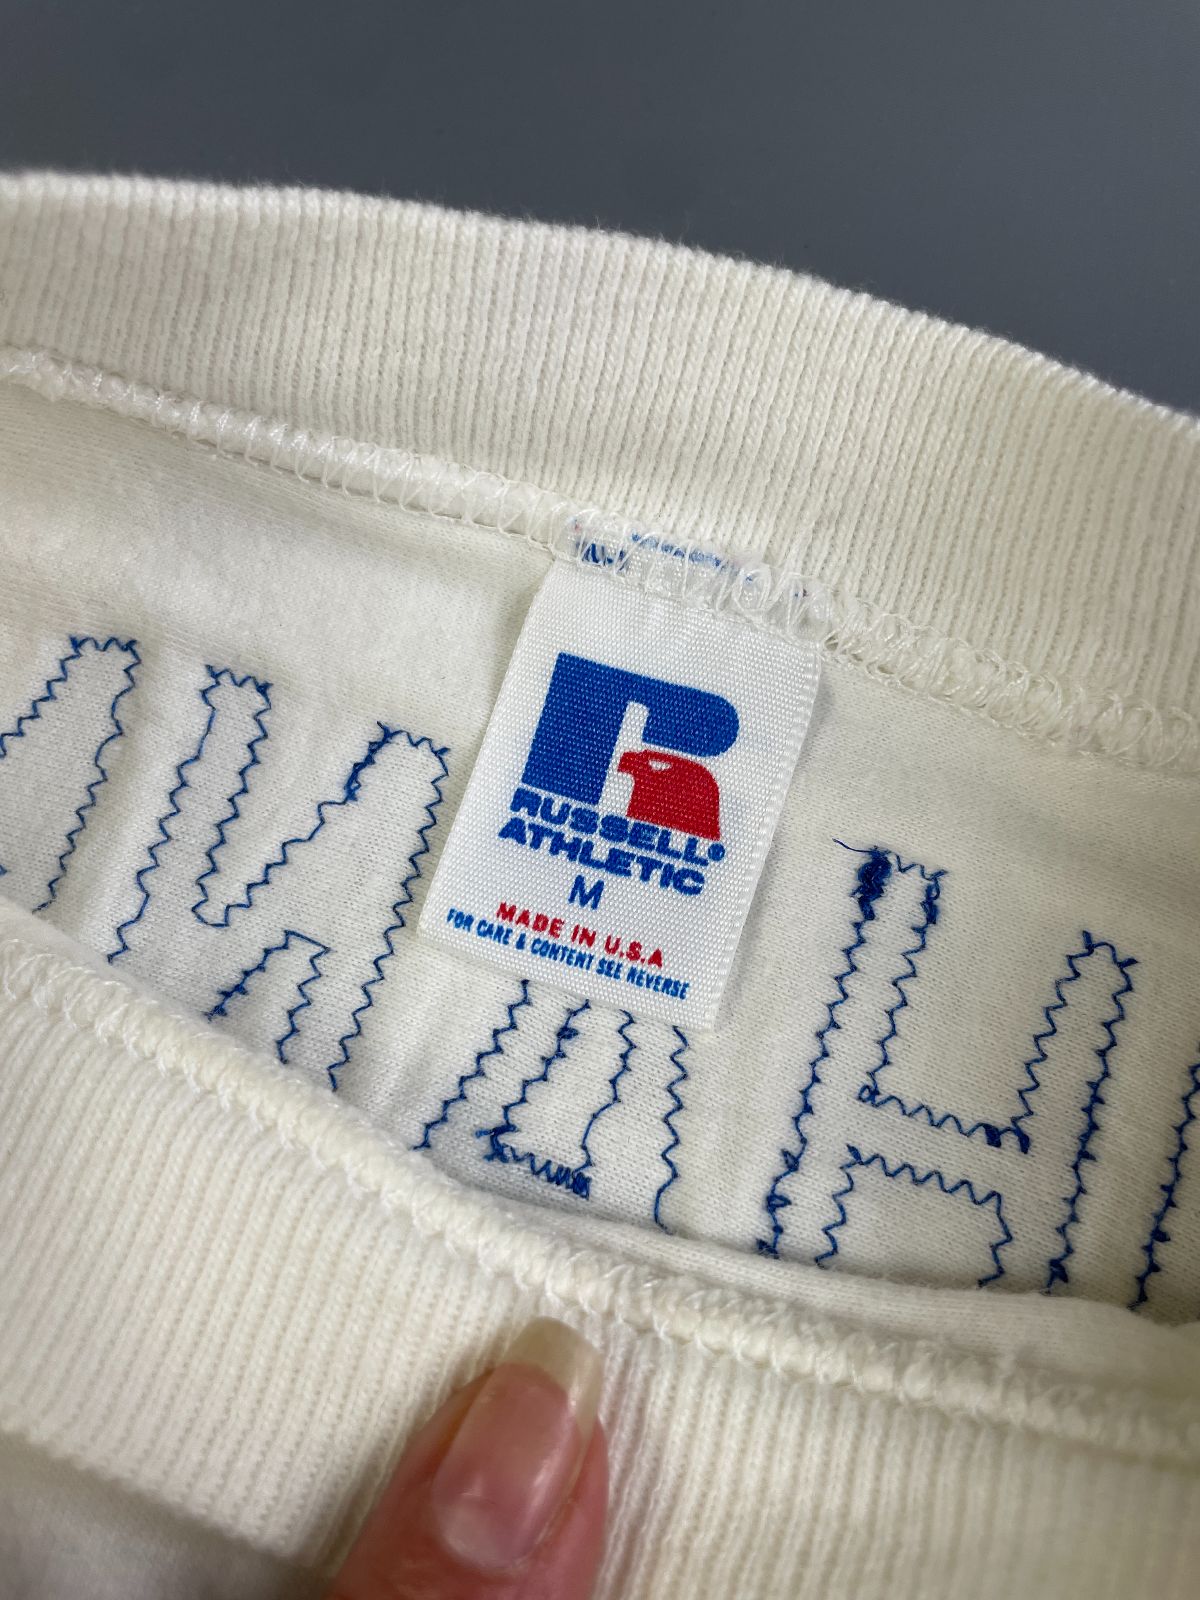 RUSSELL®
ATHLETIC
M
MADE IN U.S.A
FOR CARE & CONTENT SEE REVERSE